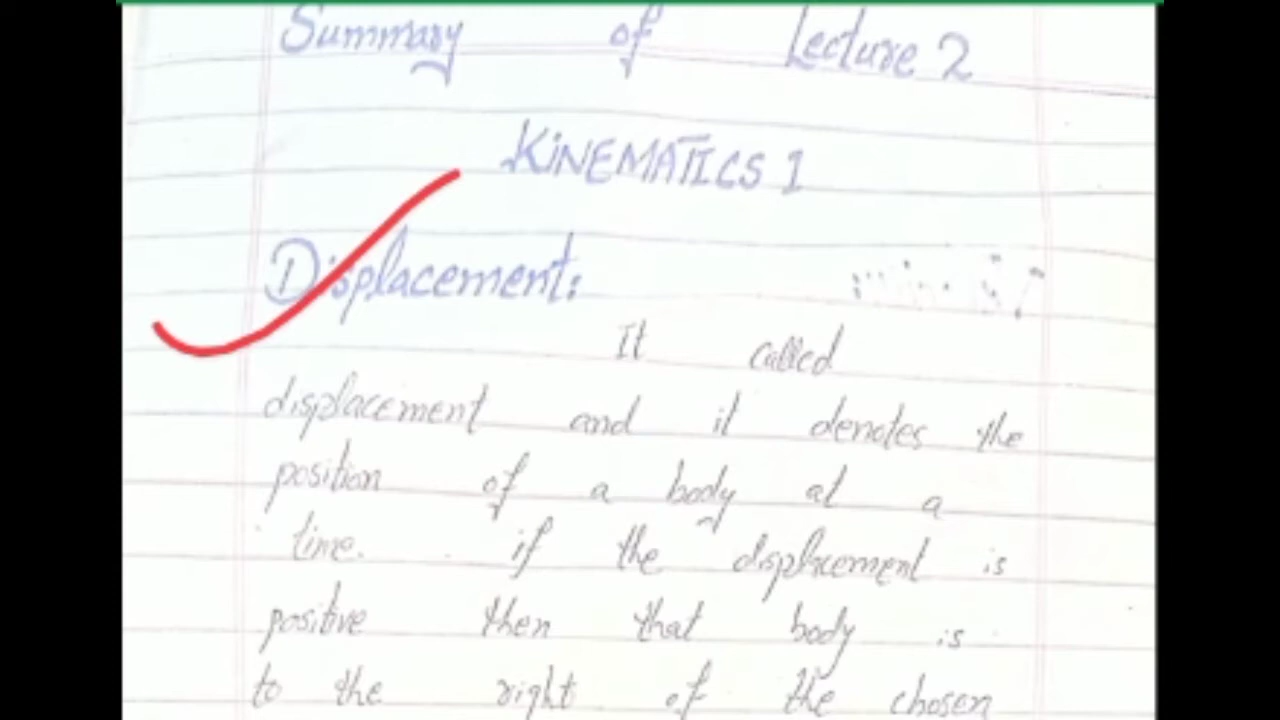 Summary of Lecture 2
KiNEMATICS 1
Displacement:
It called
displacement and it denotes the
position of a body at a
time. if the displacement is
positive then that body is
to the right of the chosen